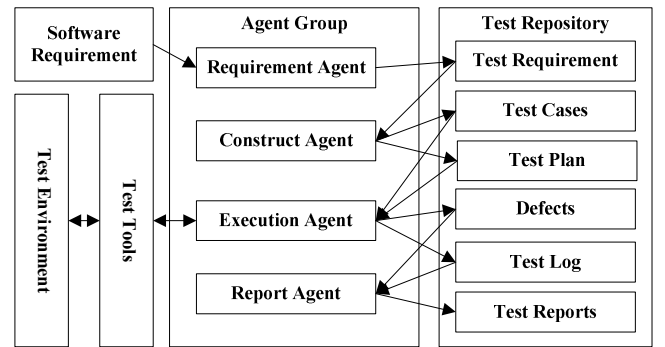 Software
Requirement
Test Environment
Test Tools
Agent Group
Requirement Agent
Construct Agent
Execution Agent
Report Agent
Test Repository
Test Requirement
Test Cases
Test Plan
Defects
Test Log
Test Reports